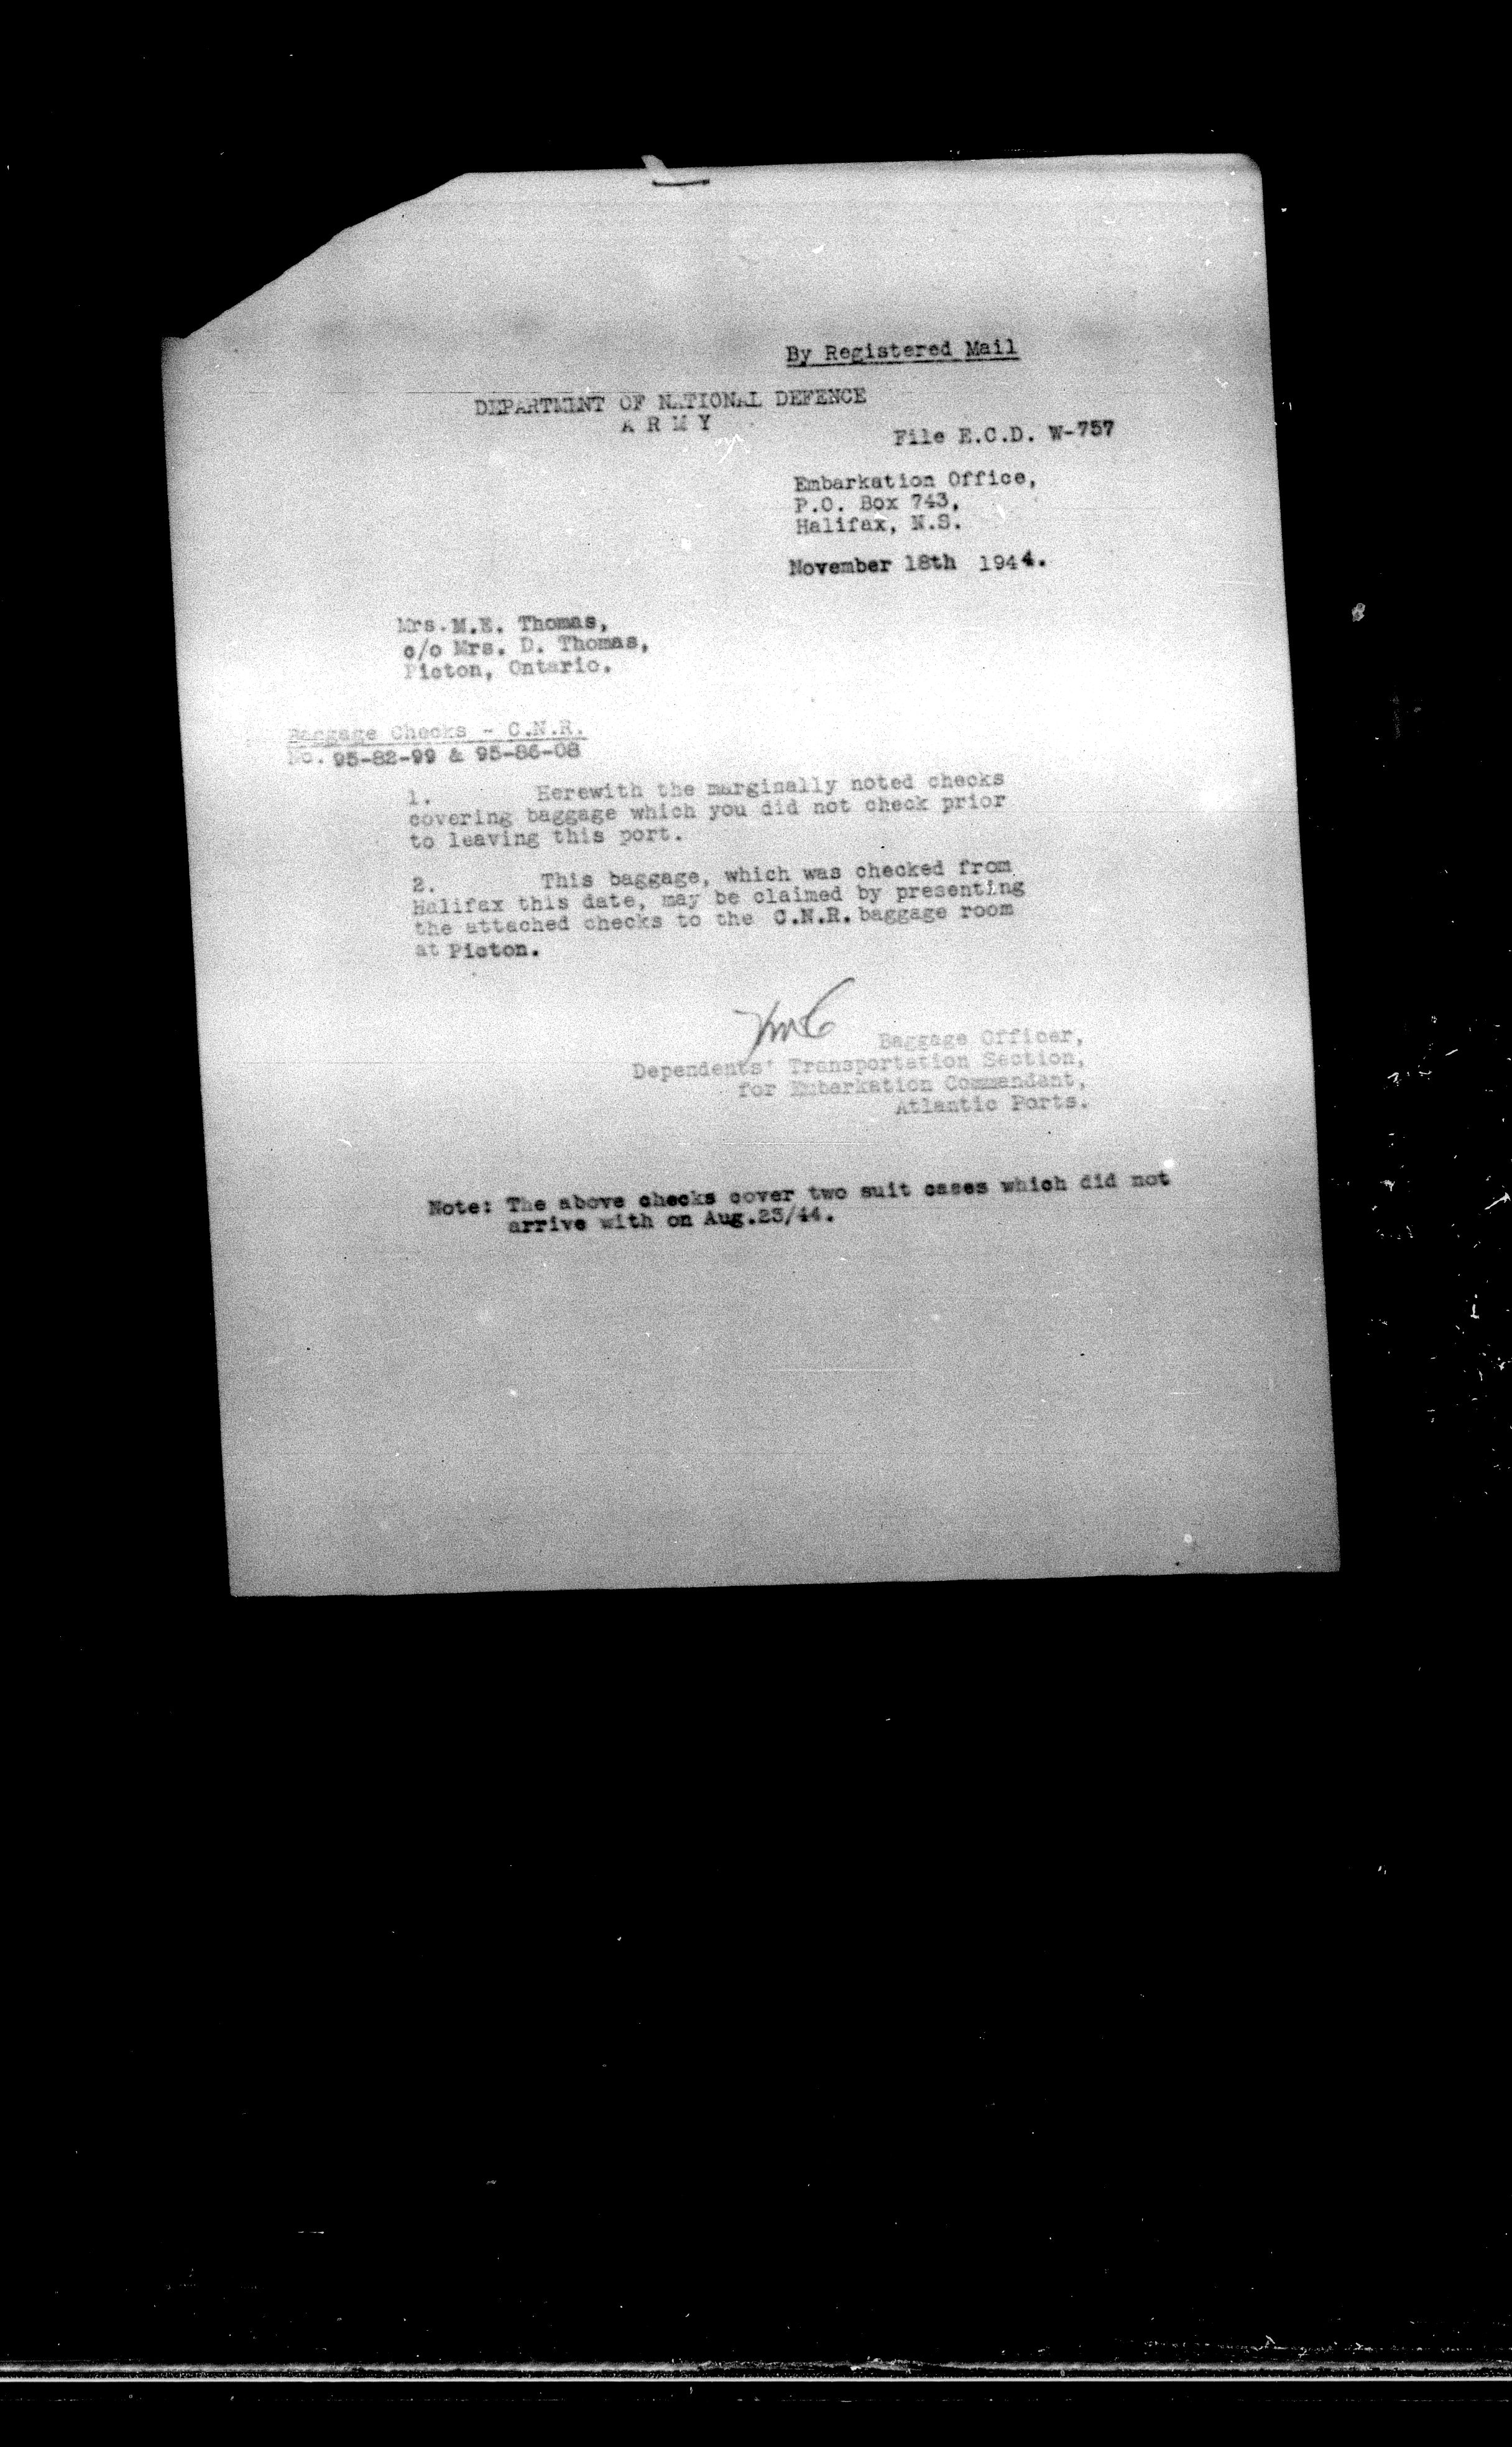 By Registered Mail
DEPARTMENT OF NATIONAL DEFENCE
A R M Y
File E.C.D. W-757
Embarkation Office,
P.O. Box 743,
Halifax, N.S.
November 18th 1944.
Mrs. M.E. Thomas,
c/o Mrs. D. Thomas,
Picton, Ontario.
Baggage Checks - C.N.R.
No. 95-82-99 & 95-86-08
1. Herewith the marginally noted checks
covering baggage which you did not check prior
to leaving this port.
2. This baggage, which was checked from
Halifax this date, may be claimed by presenting
the attached checks to the C.N.R. baggage room
at Picton.
Baggage Officer,
Dependents' Transportation Section,
for Embarkation Commandant,
Atlantic Ports.
Note: The above checks cover two suit cases which did not
arrive with on Aug.23/44.